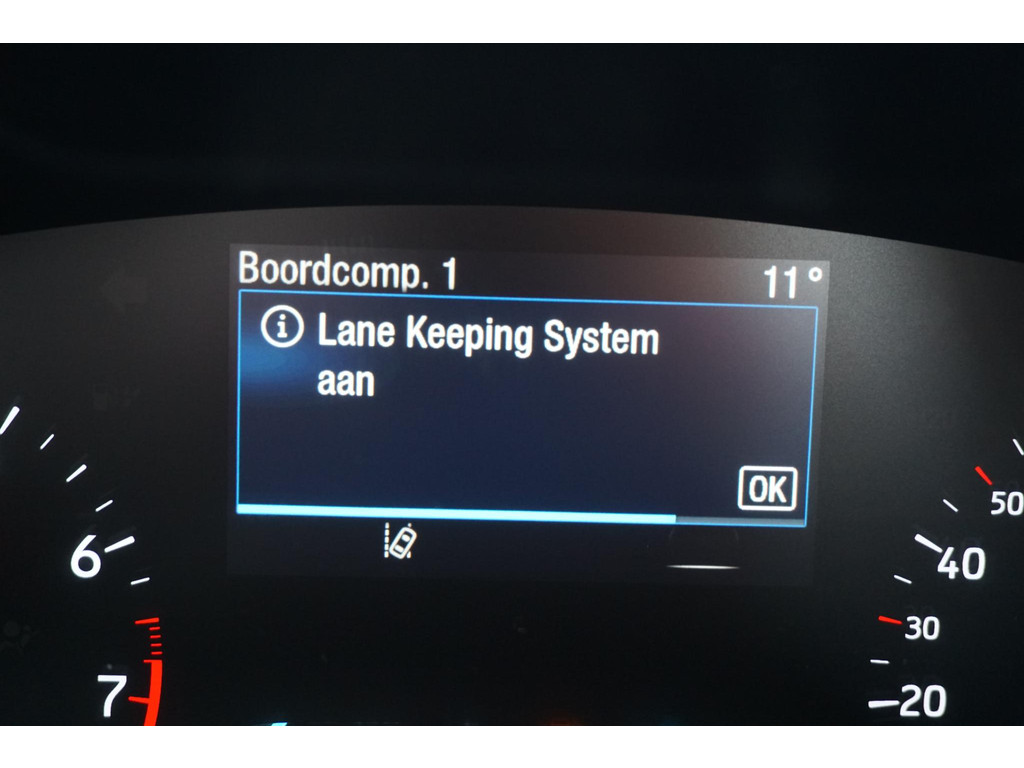 Boordcomp. 1 11°
i Lane Keeping System
aan
OK
6
7
50
40
30
20